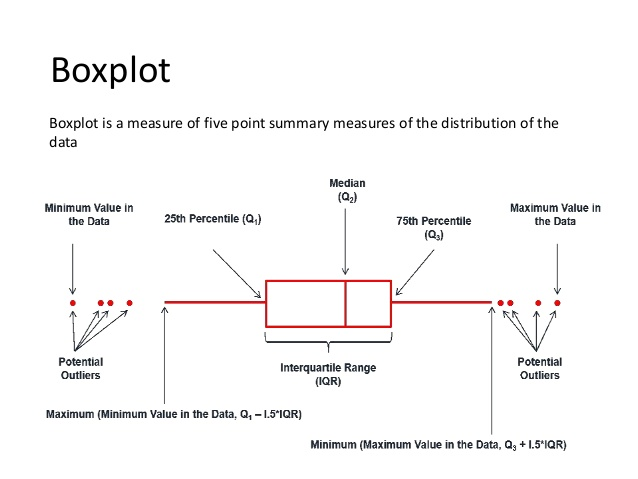 Boxplot
Boxplot is a measure of five point summary measures of the distribution of the
data
Median
(Q₂)
Minimum Value in
the Data
25th Percentile (Q₁)
75th Percentile
(Q₃)
Maximum Value in
the Data
Potential
Outliers
Interquartile Range
(IQR)
Potential
Outliers
Maximum (Minimum Value in the Data, Q₁ – I.5*IQR)
Minimum (Maximum Value in the Data, Q₃ + I.5*IQR)